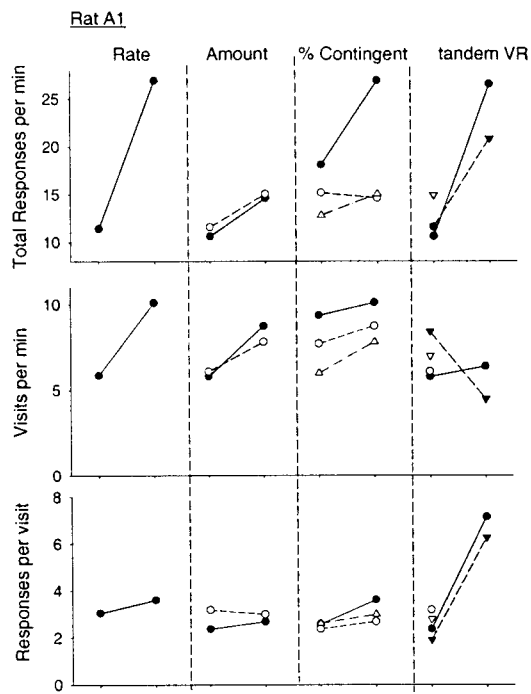 Rat A1
Rate
Amount
% Contingent
tandem VR
Total Responses per min
25
20
15
10
Visits per min
10
5
0
Responses per visit
8
6
4
2
0